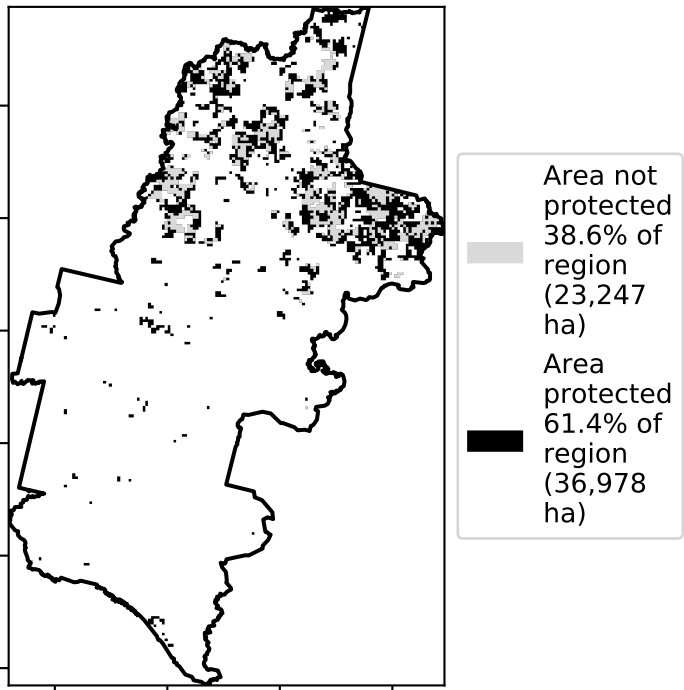 Area not
protected
38.6% of
region
(23,247
ha)
Area
protected
61.4% of
region
(36,978
ha)